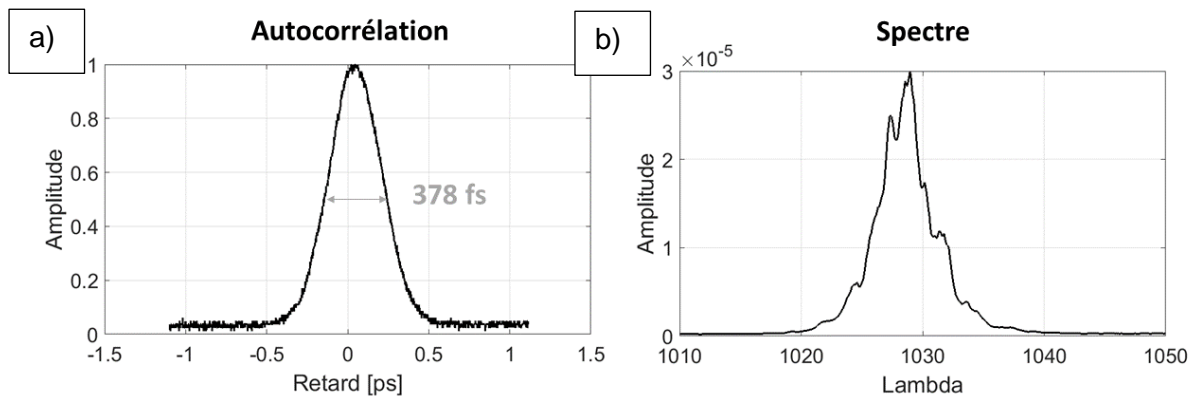 a)
Autocorrélation
1
0.8
0.6
0.4
0.2
0
-1.5
-1
-0.5
0
0.5
1
1.5
Amplitude
Retard [ps]
378 fs
b)
Spectre
×10⁻⁵
3
2
1
0
1010
1020
1030
1040
1050
Amplitude
Lambda